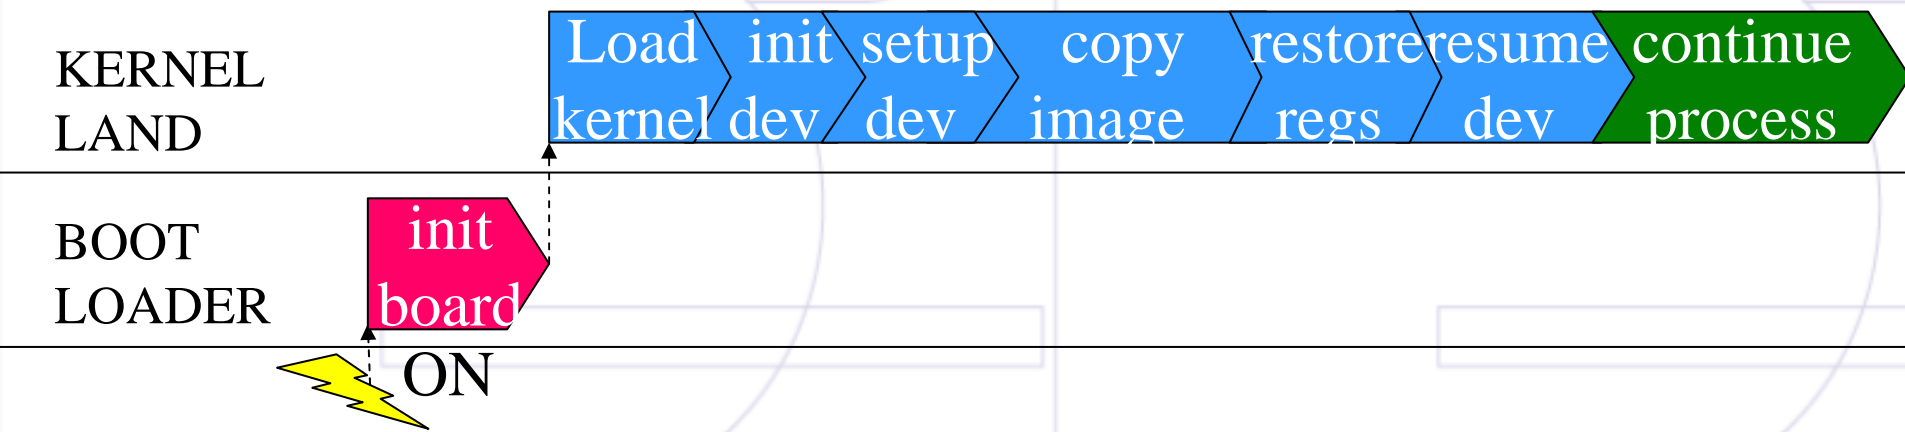 KERNEL
LAND
Load
kernel
init
dev
setup
dev
copy
image
restore
regs
resume
dev
continue
process
BOOT
LOADER
init
board
ON